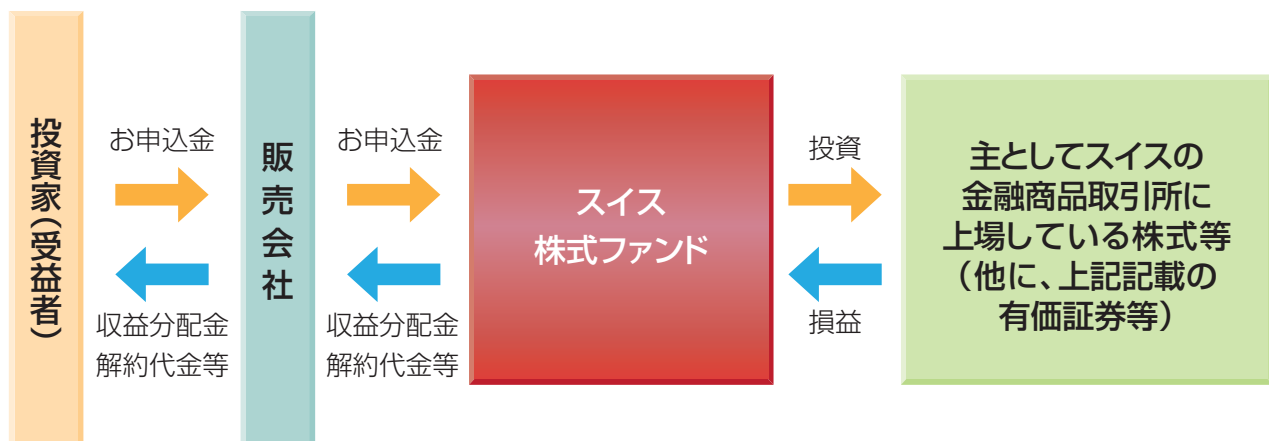 投資家(受益者)
お申込金
収益分配金
解約代金等
販売会社
お申込金
収益分配金
解約代金等
スイス
株式ファンド
投資
損益
主としてスイスの
金融商品取引所に
上場している株式等
(他に、上記記載の
有価証券等)